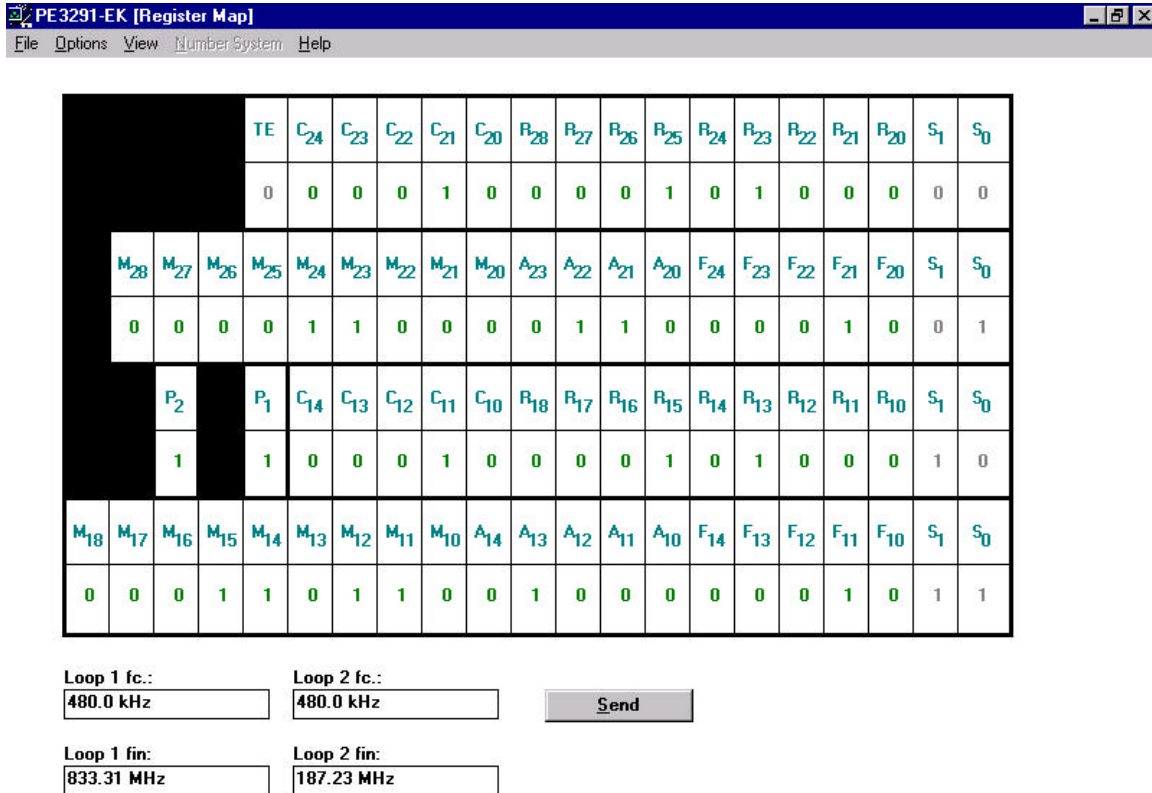 PE3291-EK [Register Map]
File Options View Number System Help
TE C24 C23 C22 C21 C20 R28 R27 R26 R25 R24 R23 R22 R21 R20 S1 S0
0 0 0 0 1 0 0 0 0 1 0 1 0 0 0 0 0
M28 M27 M26 M25 M24 M23 M22 M21 M20 A23 A22 A21 A20 F24 F23 F22 F21 F20 S1 S0
0 0 0 0 1 1 0 0 0 0 1 1 0 0 0 0 1 0 0 1
P2 P1 C14 C13 C12 C11 C10 R18 R17 R16 R15 R14 R13 R12 R11 R10 S1 S0
1 1 0 0 0 1 0 0 0 0 1 0 1 0 0 0 1 0
M18 M17 M16 M15 M14 M13 M12 M11 M10 A14 A13 A12 A11 A10 F14 F13 F12 F11 F10 S1 S0
0 0 0 1 1 0 1 1 0 0 1 0 0 0 0 0 0 1 0 1 1
Loop 1 fc.: Loop 2 fc.:
480.0 kHz 480.0 kHz Send
Loop 1 fin: Loop 2 fin:
833.31 MHz 187.23 MHz